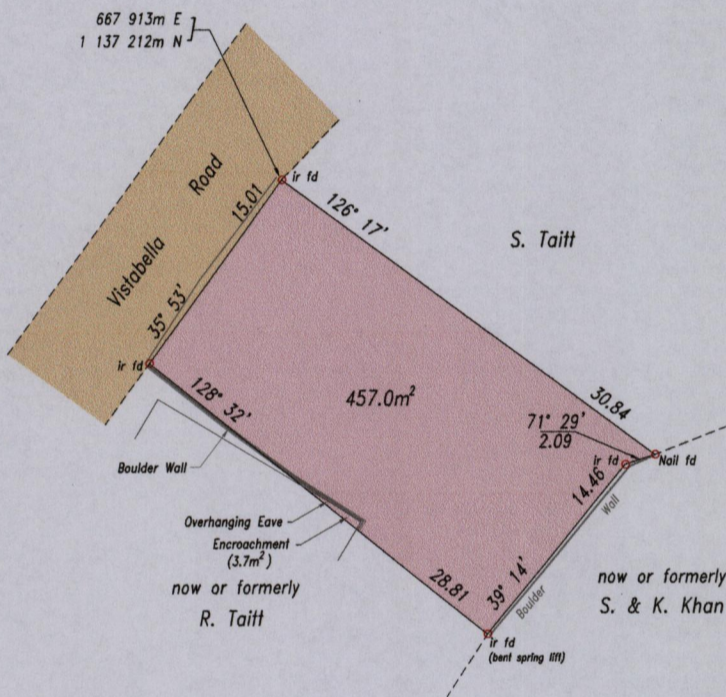 667 913m E
1 137 212m N
ir fd
Road
Vistabella
15.01
35° 53'
126° 17'
S. Taitt
ir fd
128° 32'
457.0m²
30.84
71° 29'
2.09
ir fd
Nail fd
Boulder Wall
14.46
Wall
Overhanging Eave
Encroachment
(3.7m²)
now or formerly
R. Taitt
28.81
39° 14'
Boulder
now or formerly
S. & K. Khan
ir fd
(bent spring lift)